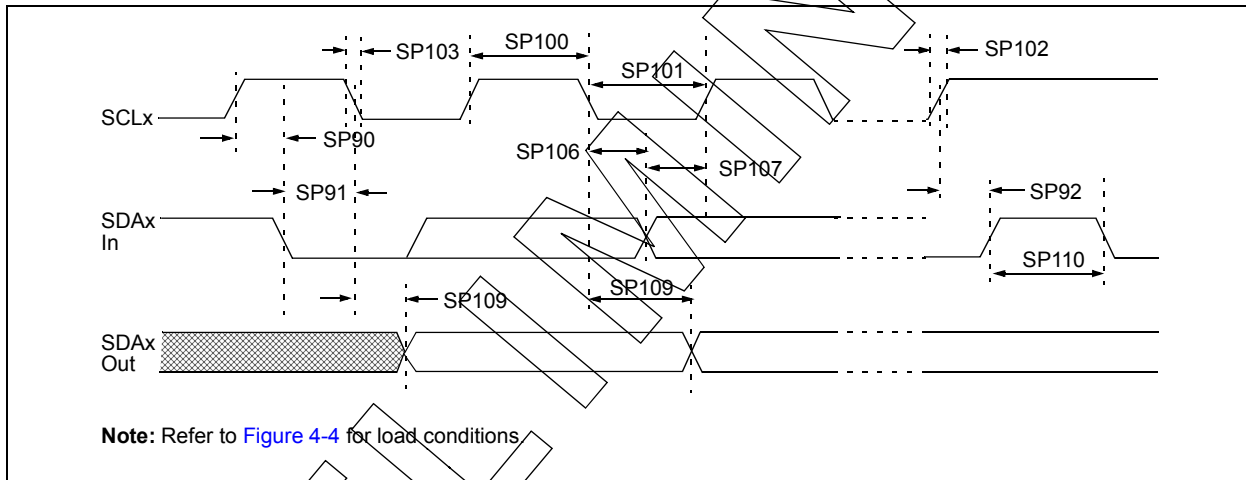 SP103
SP100
SP102
SP101
SCLx
SP90
SP106
SP107
SP91
SP92
SDAx
In
SP110
SP109
SP109
SDAx
Out
Note: Refer to Figure 4-4 for load conditions.